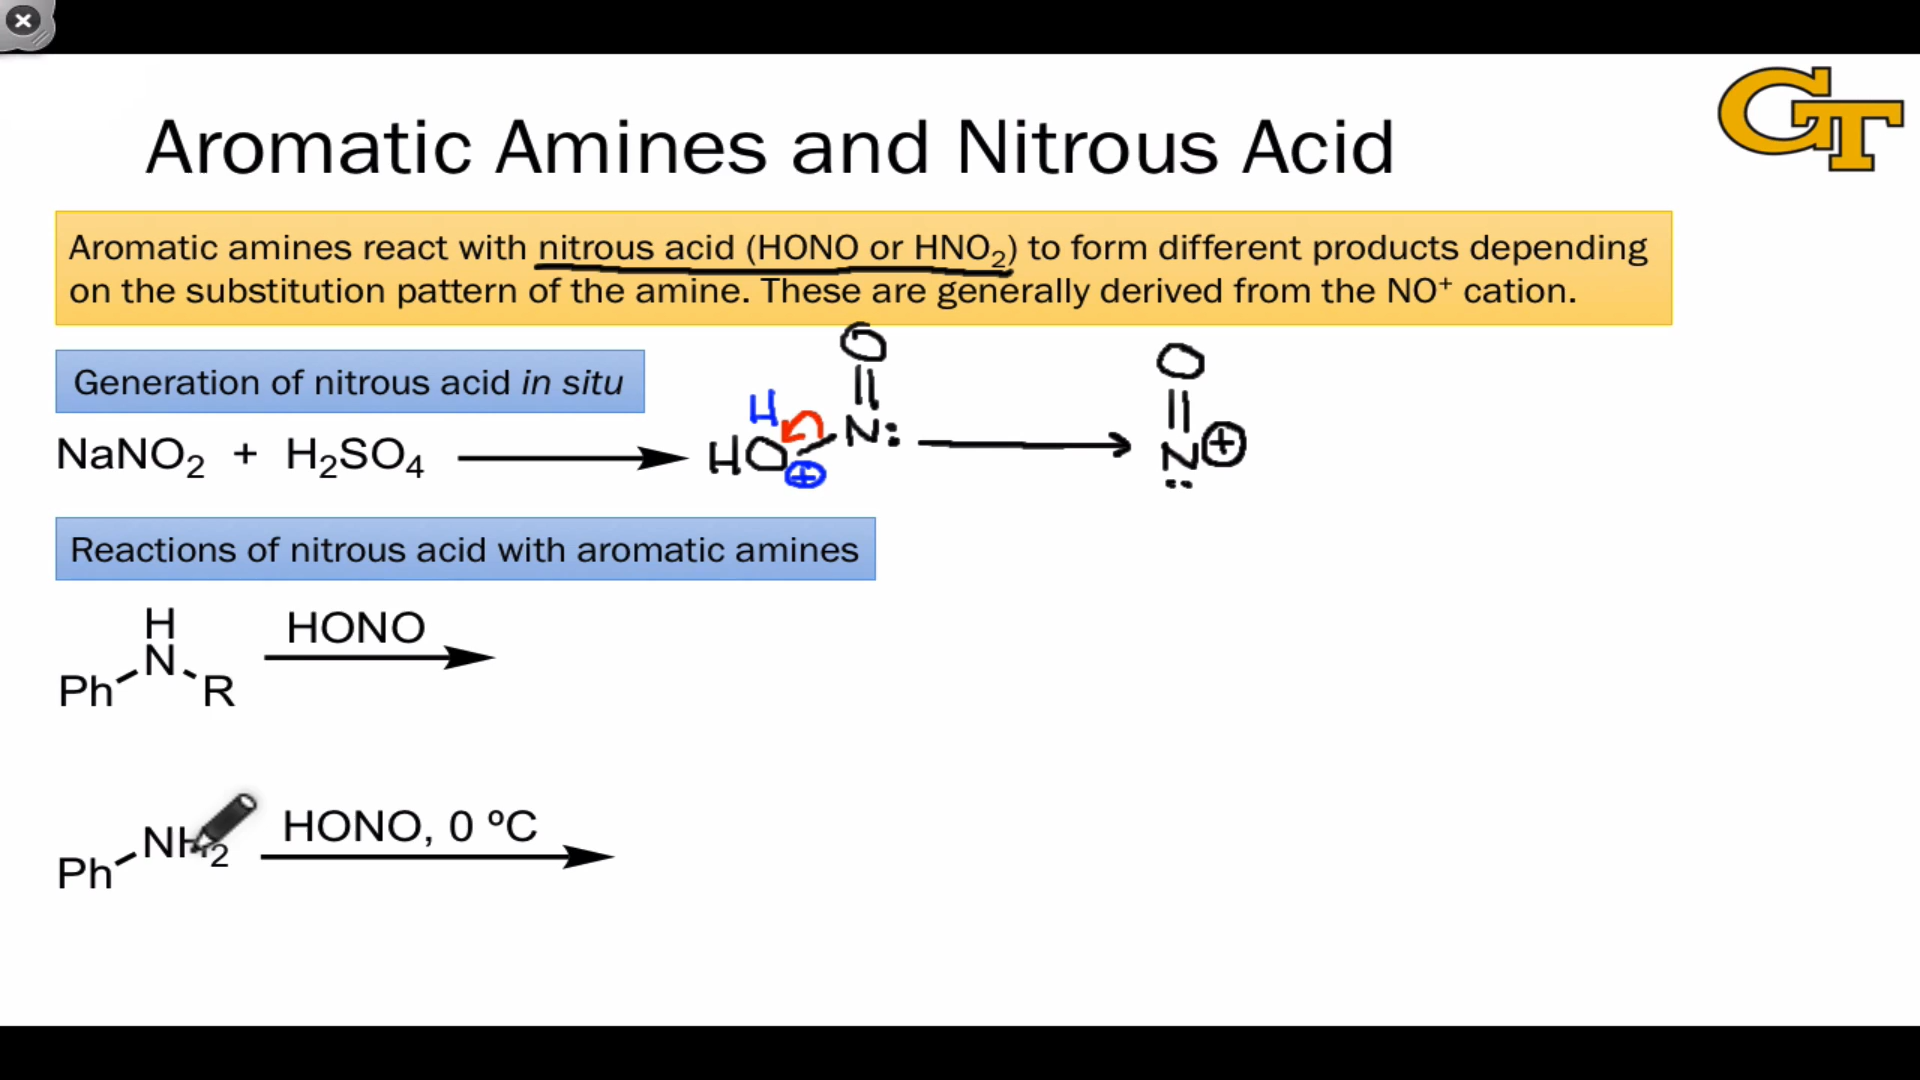 GT
Aromatic Amines and Nitrous Acid
Aromatic amines react with nitrous acid (HONO or HNO₂) to form different products depending
on the substitution pattern of the amine. These are generally derived from the NO⁺ cation.
Generation of nitrous acid in situ
NaNO₂ + H₂SO₄
O
H
HO
⊕
N:
O
N
⊕
Reactions of nitrous acid with aromatic amines
H
N
Ph
R
HONO
Ph
NH₂
HONO, 0 ºC